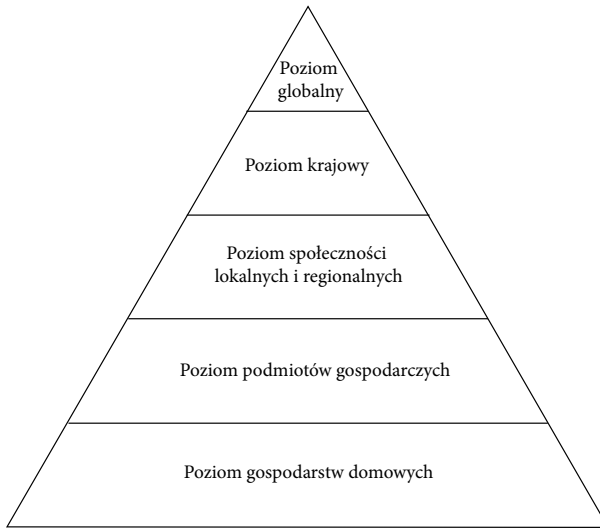 Poziom
globalny
Poziom krajowy
Poziom społeczności
lokalnych i regionalnych
Poziom podmiotów gospodarczych
Poziom gospodarstw domowych